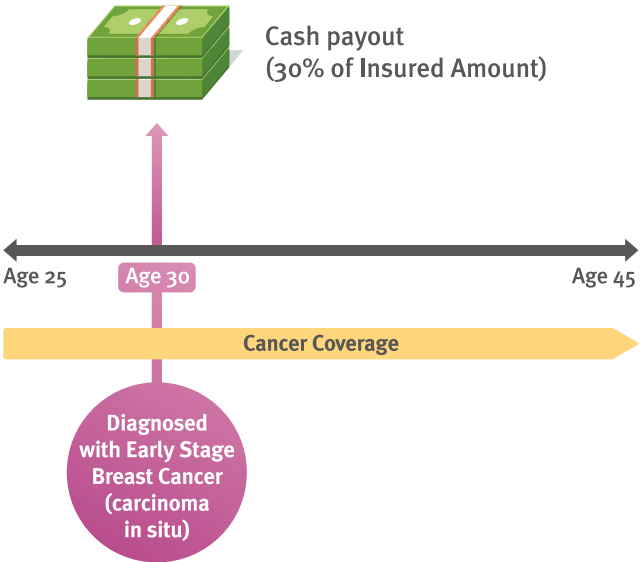 Cash payout
(30% of Insured Amount)
Age 25
Age 30
Age 45
Cancer Coverage
Diagnosed
with Early Stage
Breast Cancer
(carcinoma
in situ)